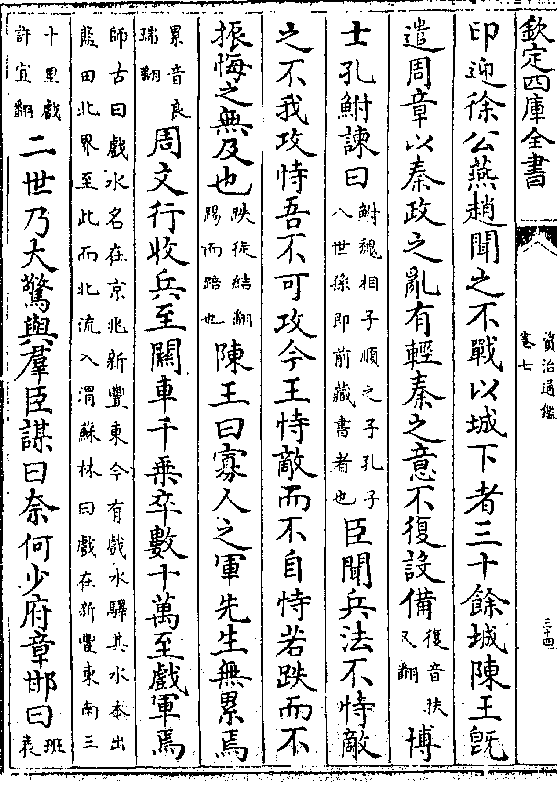 欽定四庫全書
資治通鑑
卷七
三十四
印迎徐公燕趙聞之不戰以城下者三十餘城陳王既
遣周章以秦政之亂有輕秦之意不復設備復音扶又翻博
士孔鮒諫曰鮒魏相子順之子孔子八世孫即前藏書者也臣聞兵法不恃敵
之不我攻恃吾不可攻今王恃敵而不自恃若跌而不
振悔之無及也跌徒結翻陽而踣也陳王曰寡人之軍先生無累焉
累音良瑞翻周文行收兵至關車千乘卒數十萬至戲軍焉
師古曰戲水名在京兆新豐東今有戲水驛其水本出藍田北界至此而北流入渭蘇林曰戲在新豐東南三
十里戲許宜翻二世乃大驚與羣臣謀曰奈何少府章邯曰班表